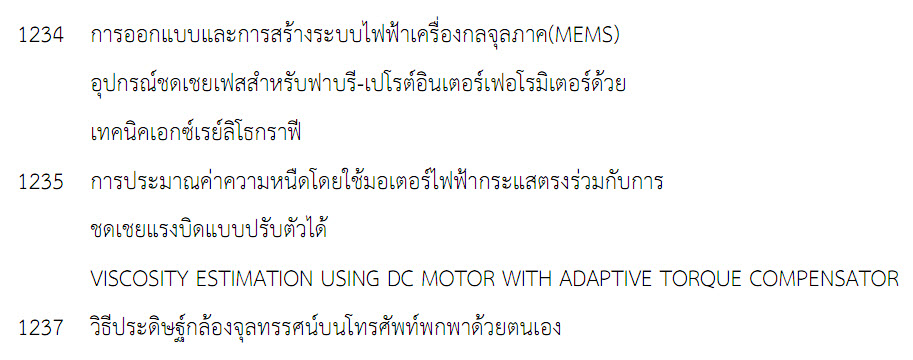 1234 การออกแบบและการสร้างระบบไฟฟ้าเครื่องกลจุลภาค(MEMS)
อุปกรณ์ชดเชยเฟสสำหรับฟาบรี-เปโรต์อินเตอร์เฟอโรมิเตอร์ด้วย
เทคนิคเอกซ์เรย์ลิโธกราฟี
1235 การประมาณค่าความหนืดโดยใช้มอเตอร์ไฟฟ้ากระแสตรงร่วมกับการ
ชดเชยแรงบิดแบบปรับตัวได้
VISCOSITY ESTIMATION USING DC MOTOR WITH ADAPTIVE TORQUE COMPENSATOR
1237 วิธีประดิษฐ์กล้องจุลทรรศน์บนโทรศัพท์พกพาด้วยตนเอง